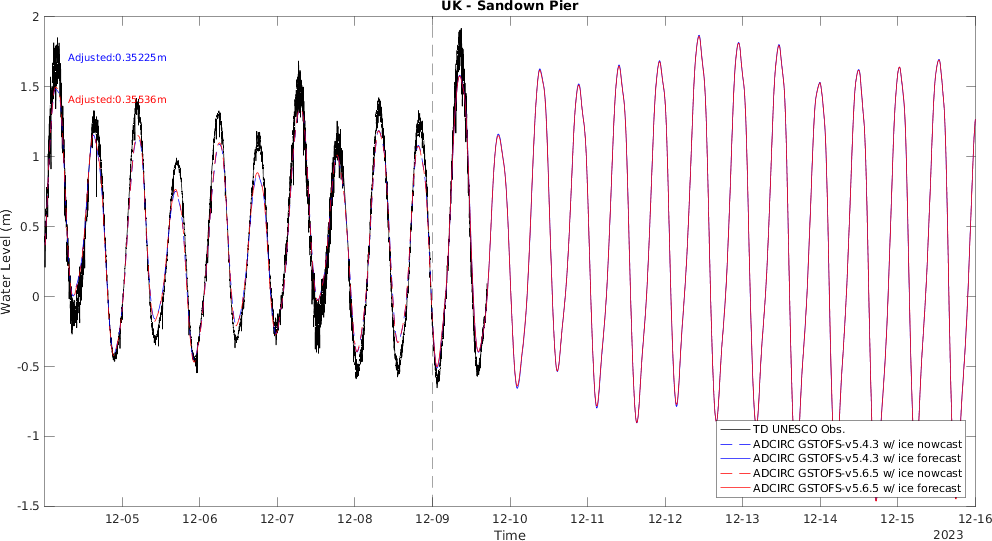 UK - Sandown Pier
2
1.5
1
0.5
0
-0.5
-1
-1.5
Water Level (m)
Adjusted:0.35225m
Adjusted:0.35536m
TD UNESCO Obs.
ADCIRC GSTOFS-v5.4.3 w/ ice nowcast
ADCIRC GSTOFS-v5.4.3 w/ ice forecast
ADCIRC GSTOFS-v5.6.5 w/ ice nowcast
ADCIRC GSTOFS-v5.6.5 w/ ice forecast
12-05 12-06 12-07 12-08 12-09 12-10 12-11 12-12 12-13 12-14 12-15 12-16
Time
2023